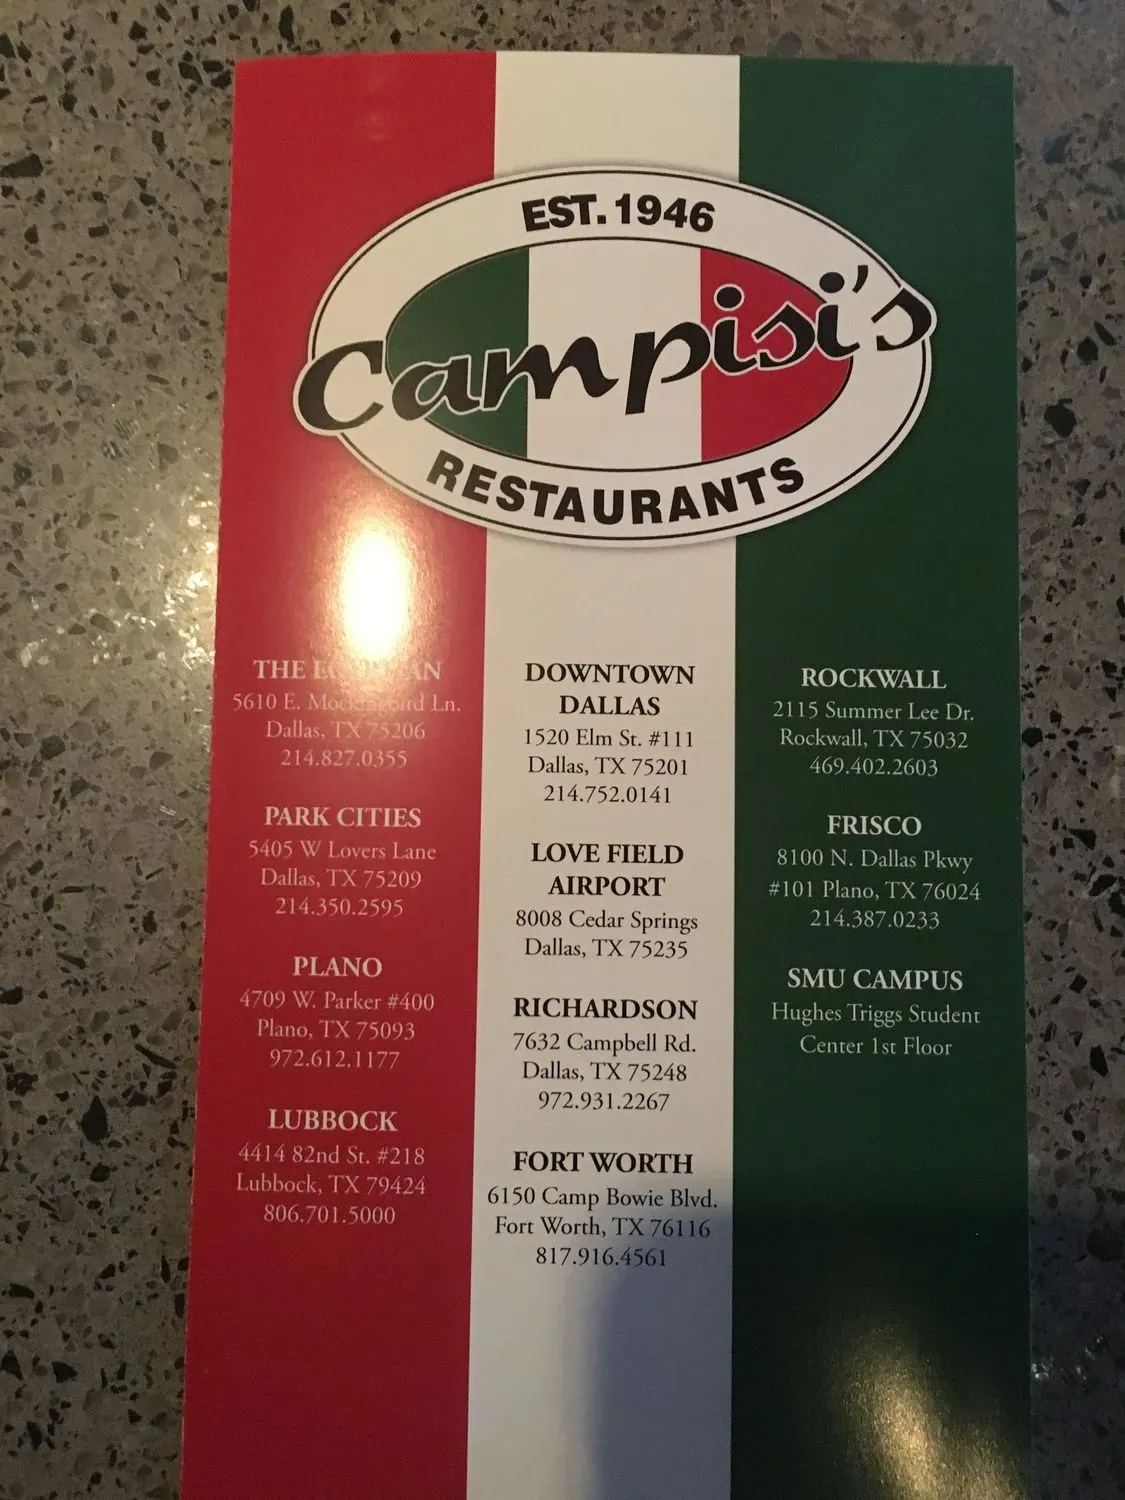 EST. 1946
Campisi's
RESTAURANTS
THE
5610 E. Mockingbird Ln.
Dallas, TX 75206
214.827.0355
PARK CITIES
5405 W Lovers Lane
Dallas, TX 75209
214.350.2595
PLANO
4709 W. Parker #400
Plano, TX 75093
972.612.1177
LUBBOCK
4414 82nd St. #218
Lubbock, TX 79424
806.701.5000
DOWNTOWN
DALLAS
1520 Elm St. #111
Dallas, TX 75201
214.752.0141
LOVE FIELD
AIRPORT
8008 Cedar Springs
Dallas, TX 75235
RICHARDSON
7632 Campbell Rd.
Dallas, TX 75248
972.931.2267
FORT WORTH
6150 Camp Bowie Blvd.
Fort Worth, TX 76116
817.916.4561
ROCKWALL
2115 Summer Lee Dr.
Rockwall, TX 75032
469.402.2603
FRISCO
8100 N. Dallas Pkwy
#101 Plano, TX 76024
214.387.0233
SMU CAMPUS
Hughes Triggs Student
Center 1st Floor